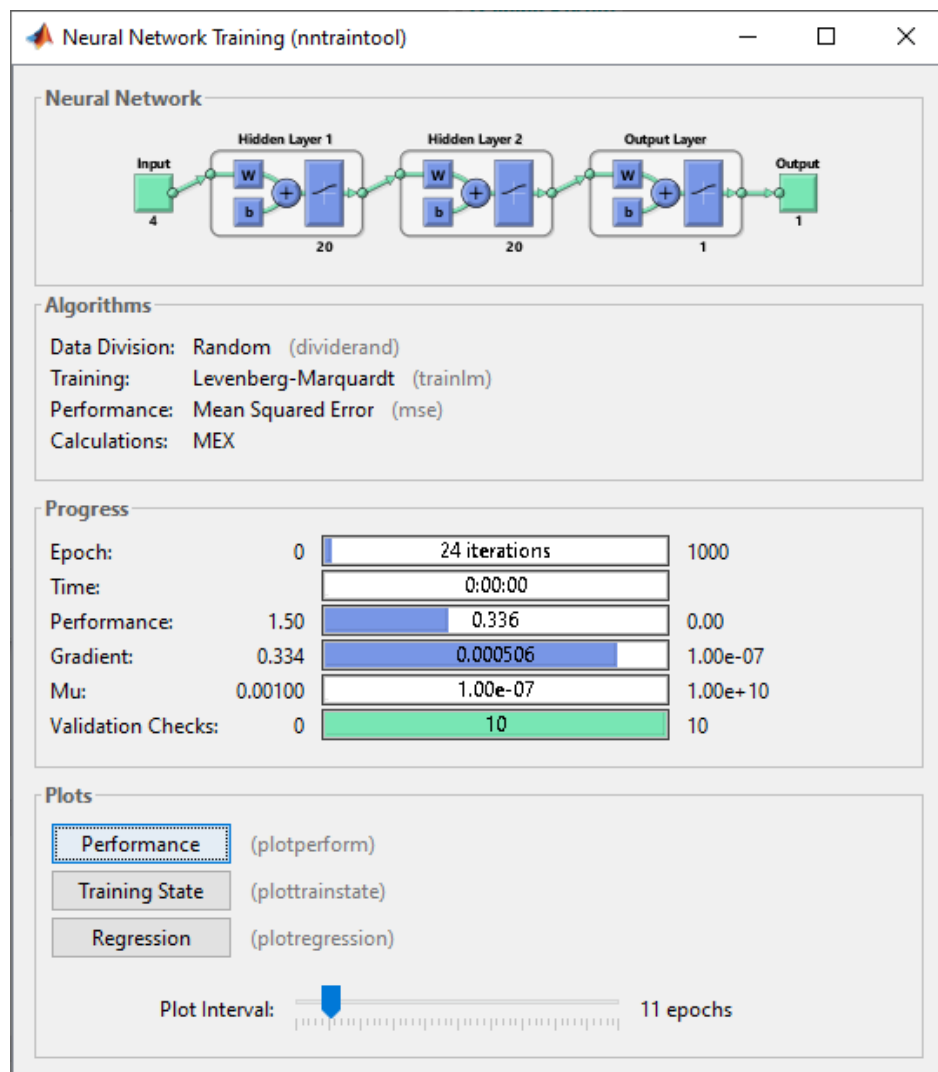 Neural Network Training (nntraintool)
Neural Network
Hidden Layer 1 Hidden Layer 2 Output Layer
Input Output
W W W
+ + +
b b b
4 1
20 20 1
Algorithms
Data Division: Random (dividerand)
Training: Levenberg-Marquardt (trainlm)
Performance: Mean Squared Error (mse)
Calculations: MEX
Progress
Epoch: 0 24 iterations 1000
Time: 0:00:00
Performance: 1.50 0.336 0.00
Gradient: 0.334 0.000506 1.00e-07
Mu: 0.00100 1.00e-07 1.00e+10
Validation Checks: 0 10 10
Plots
Performance (plotperform)
Training State (plottrainstate)
Regression (plotregression)
Plot Interval: 11 epochs